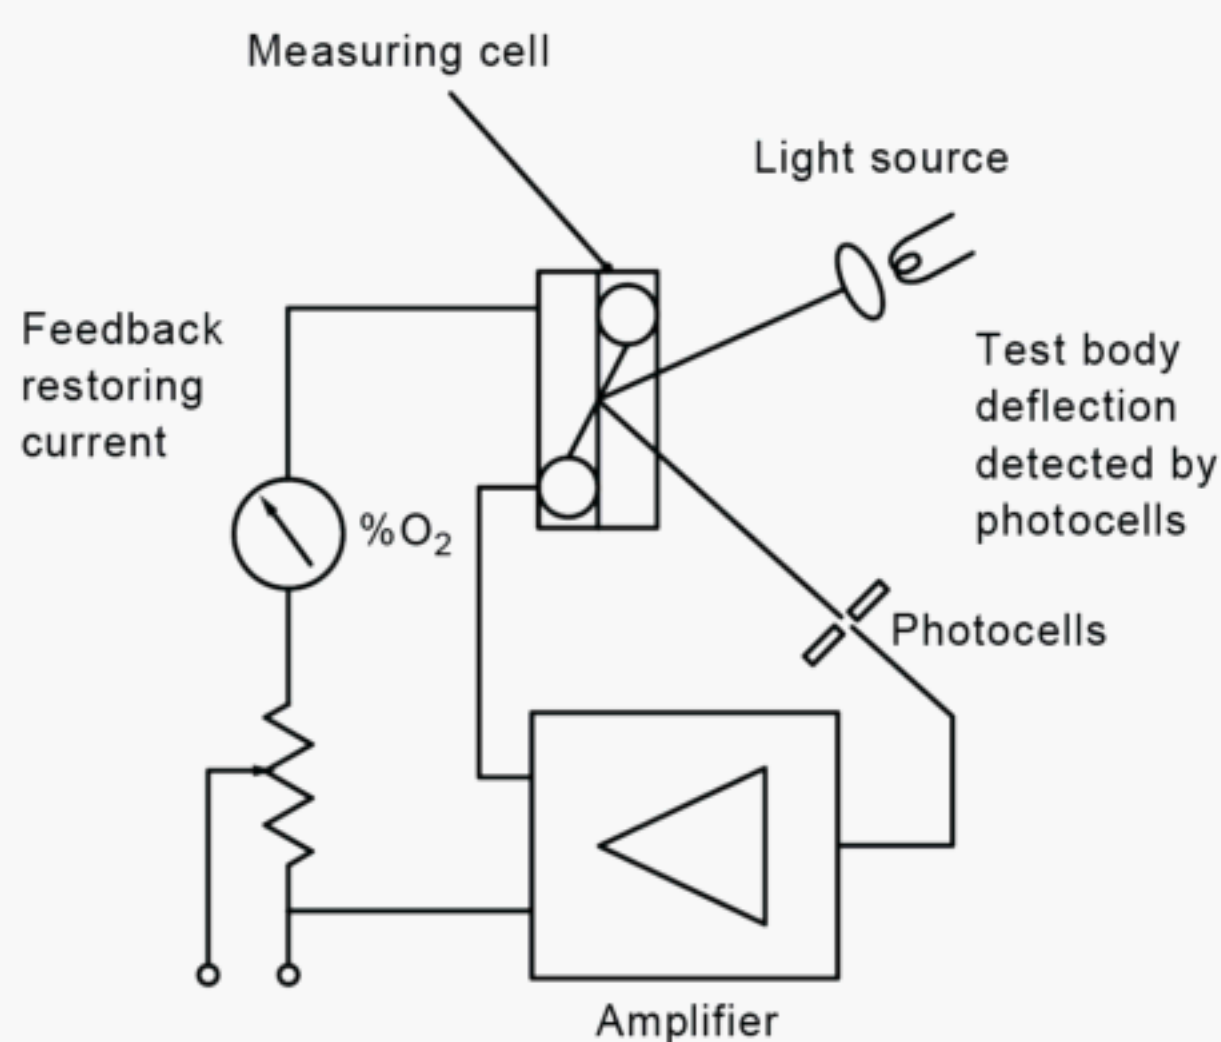 Measuring cell
Light source
Feedback
restoring
current
Test body
deflection
detected by
photocells
%O₂
Photocells
Amplifier